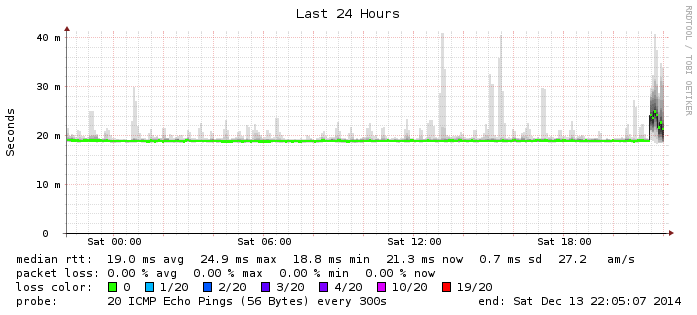 Last 24 Hours
RRDTOOL / TOBI OETIKER
Seconds
40 m
30 m
20 m
10 m
0
Sat 00:00 Sat 06:00 Sat 12:00 Sat 18:00
median rtt: 19.0 ms avg 24.9 ms max 18.8 ms min 21.3 ms now 0.7 ms sd 27.2 am/s
packet loss: 0.00 % avg 0.00 % max 0.00 % min 0.00 % now
loss color: 0 1/20 2/20 3/20 4/20 10/20 19/20
probe: 20 ICMP Echo Pings (56 Bytes) every 300s end: Sat Dec 13 22:05:07 2014